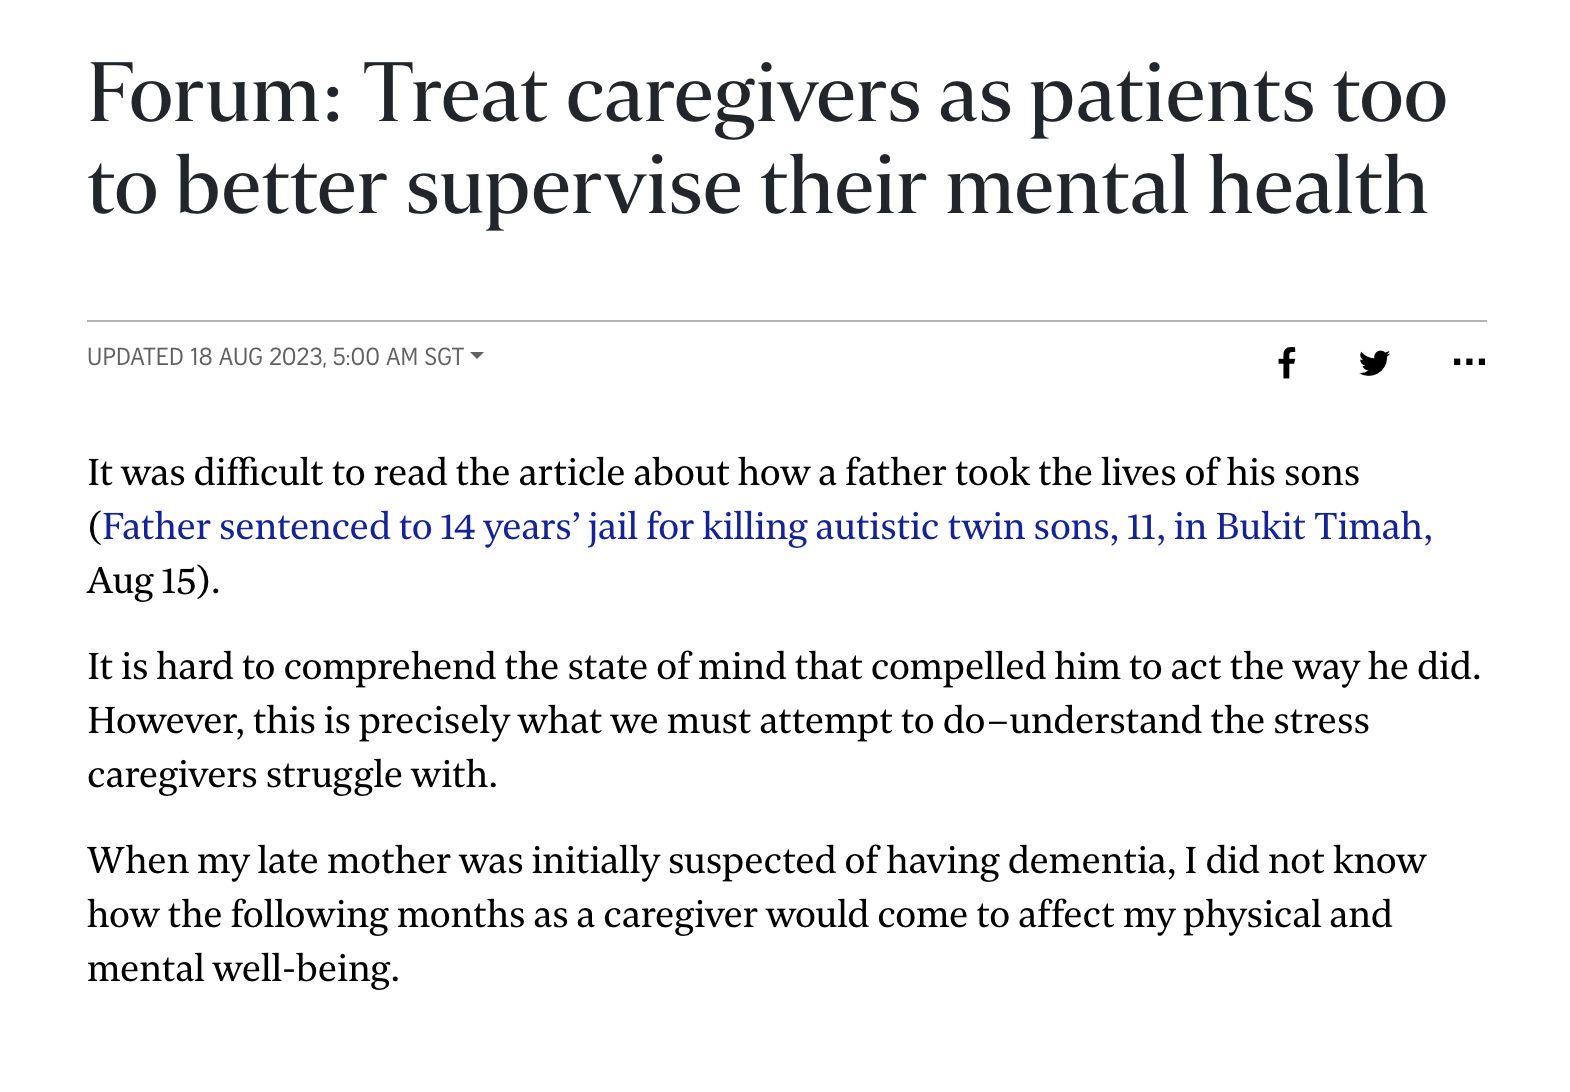 Forum: Treat caregivers as patients too
to better supervise their mental health
UPDATED 18 AUG 2023, 5:00 AM SGT
It was difficult to read the article about how a father took the lives of his sons
(Father sentenced to 14 years’ jail for killing autistic twin sons, 11, in Bukit Timah,
Aug 15).
It is hard to comprehend the state of mind that compelled him to act the way he did.
However, this is precisely what we must attempt to do–understand the stress
caregivers struggle with.
When my late mother was initially suspected of having dementia, I did not know
how the following months as a caregiver would come to affect my physical and
mental well-being.